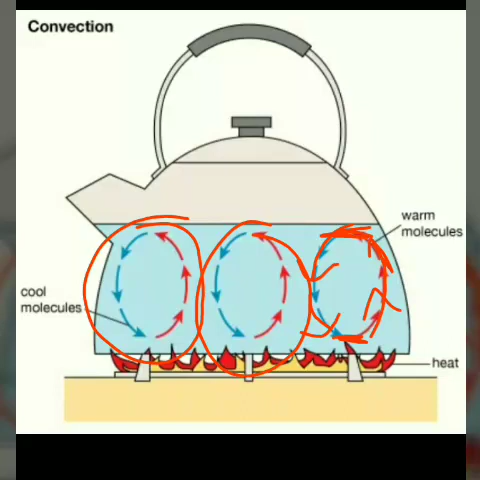 Convection
warm
molecules
cool
molecules
heat